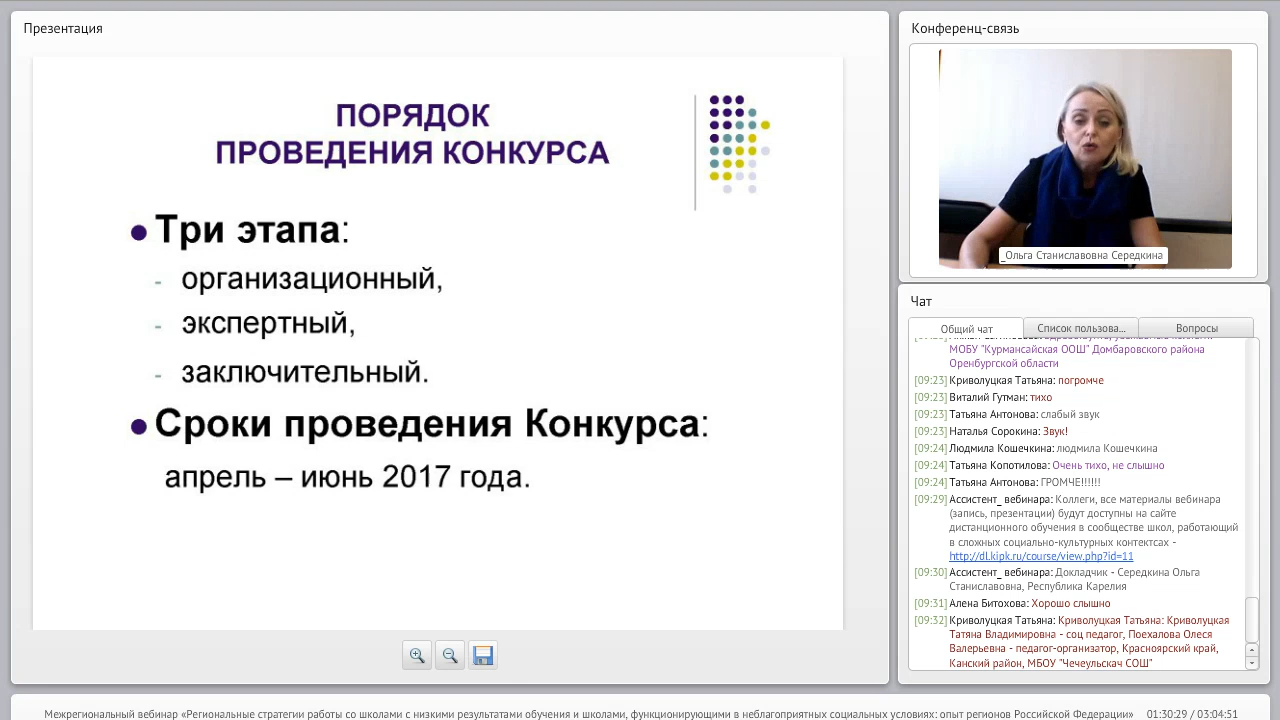 Презентация
ПОРЯДОК
ПРОВЕДЕНИЯ КОНКУРСА
Три этапа:
- организационный,
- экспертный,
- заключительный.
Сроки проведения Конкурса:
апрель – июнь 2017 года.
Конференц-связь
_Ольга Станиславовна Середкина
Чат
Общий чат
Список пользова...
Вопросы
МОБУ "Курмансайская ООШ" Домбаровского района
Оренбургской области
[09:23] Криволуцкая Татьяна: погромче
[09:23] Виталий Гутман: тихо
[09:23] Татьяна Антонова: слабый звук
[09:23] Наталья Сорокина: Звук!
[09:24] Людмила Кошечкина: людмила Кошечкина
[09:24] Татьяна Копотилова: Очень тихо, не слышно
[09:24] Татьяна Антонова: ГРОМЧЕ!!!!!!
[09:29] Ассистент_ вебинара: Коллеги, все материалы вебинара
(запись, презентации) будут доступны на сайте
дистанционного обучения в сообществе школ, работающий
в сложных социально-культурных контектсах -
http://dl.kipk.ru/course/view.php?id=11
[09:30] Ассистент_ вебинара: Докладчик - Середкина Ольга
Станиславовна, Республика Карелия
[09:31] Алена Битохова: Хорошо слышно
[09:32] Криволуцкая Татьяна: Криволуцкая Татьяна: Криволуцкая
Татяна Владимировна - соц педагог, Поехалова Олеся
Валерьевна - педагог-организатор, Красноярский край,
Канский район, МБОУ "Чечеульскач СОШ"
Межрегиональный вебинар «Региональные стратегии работы со школами с низкими результатами обучения и школами, функционирующими в неблагоприятных социальных условиях: опыт регионов Российской Федерации» 01:30:29 / 03:04:51